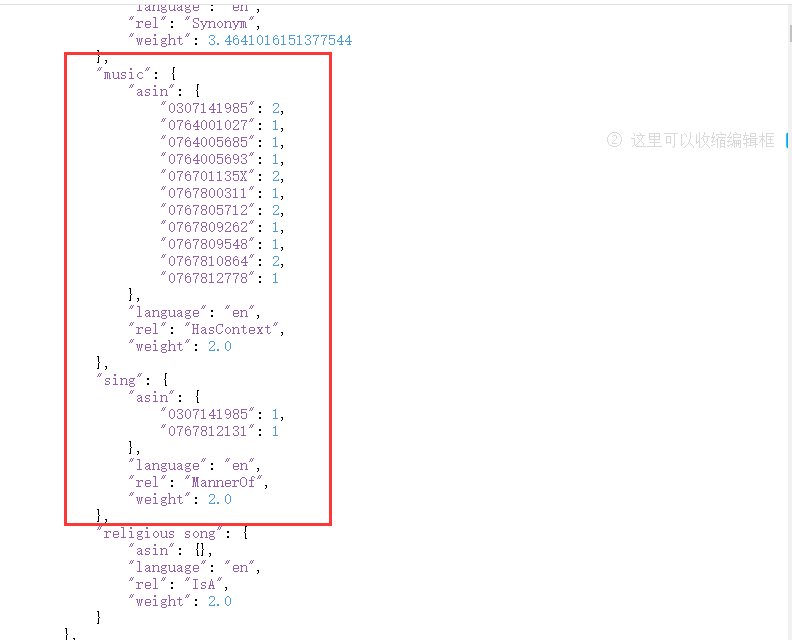 "language": "en",
"rel": "Synonym",
"weight": 3.4641016151377544
},
"music": {
"asin": {
"0307141985": 2,
"0764001027": 1,
"0764005685": 1,
② 这里可以收缩编辑框
"0764005693": 1,
"076701135X": 2,
"0767800311": 1,
"0767805712": 2,
"0767809262": 1,
"0767809548": 1,
"0767810864": 2,
"0767812778": 1
},
"language": "en",
"rel": "HasContext",
"weight": 2.0
},
"sing": {
"asin": {
"0307141985": 1,
"0767812131": 1
},
"language": "en",
"rel": "MannerOf",
"weight": 2.0
},
"religious song": {
"asin": {},
"language": "en",
"rel": "IsA",
"weight": 2.0
}
},